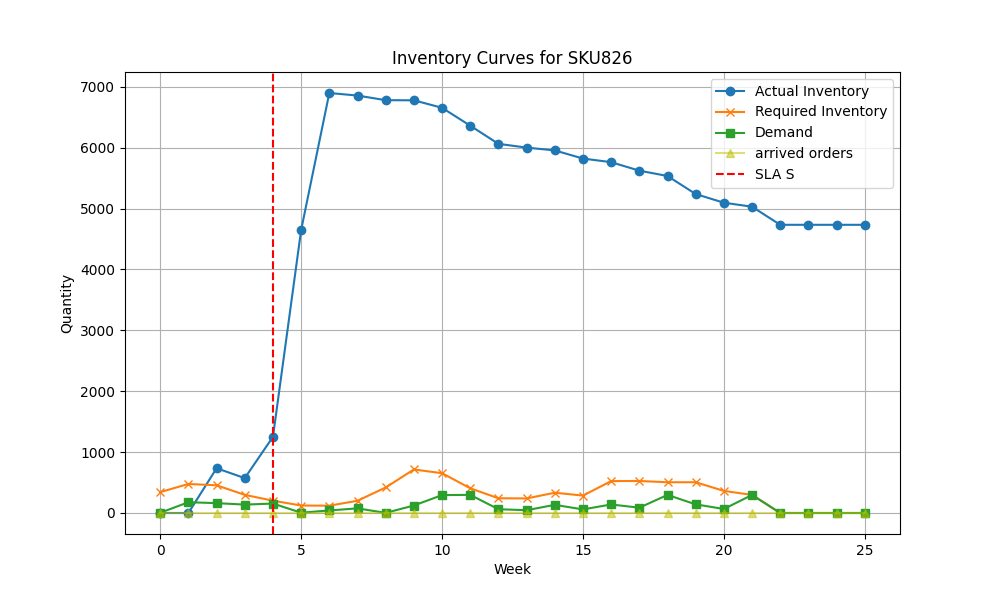 Inventory Curves for SKU826
Actual Inventory
Required Inventory
Demand
arrived orders
SLA S
Quantity
7000
6000
5000
4000
3000
2000
1000
0
0 5 10 15 20 25
Week